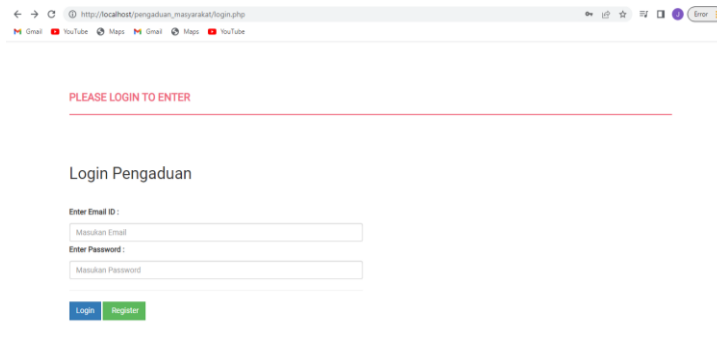 http://localhost/pengaduan_masyarakat/login.php
J Error
Gmail YouTube Maps Gmail Maps YouTube
PLEASE LOGIN TO ENTER
Login Pengaduan
Enter Email ID :
Masukan Email
Enter Password :
Masukan Password
Login Register